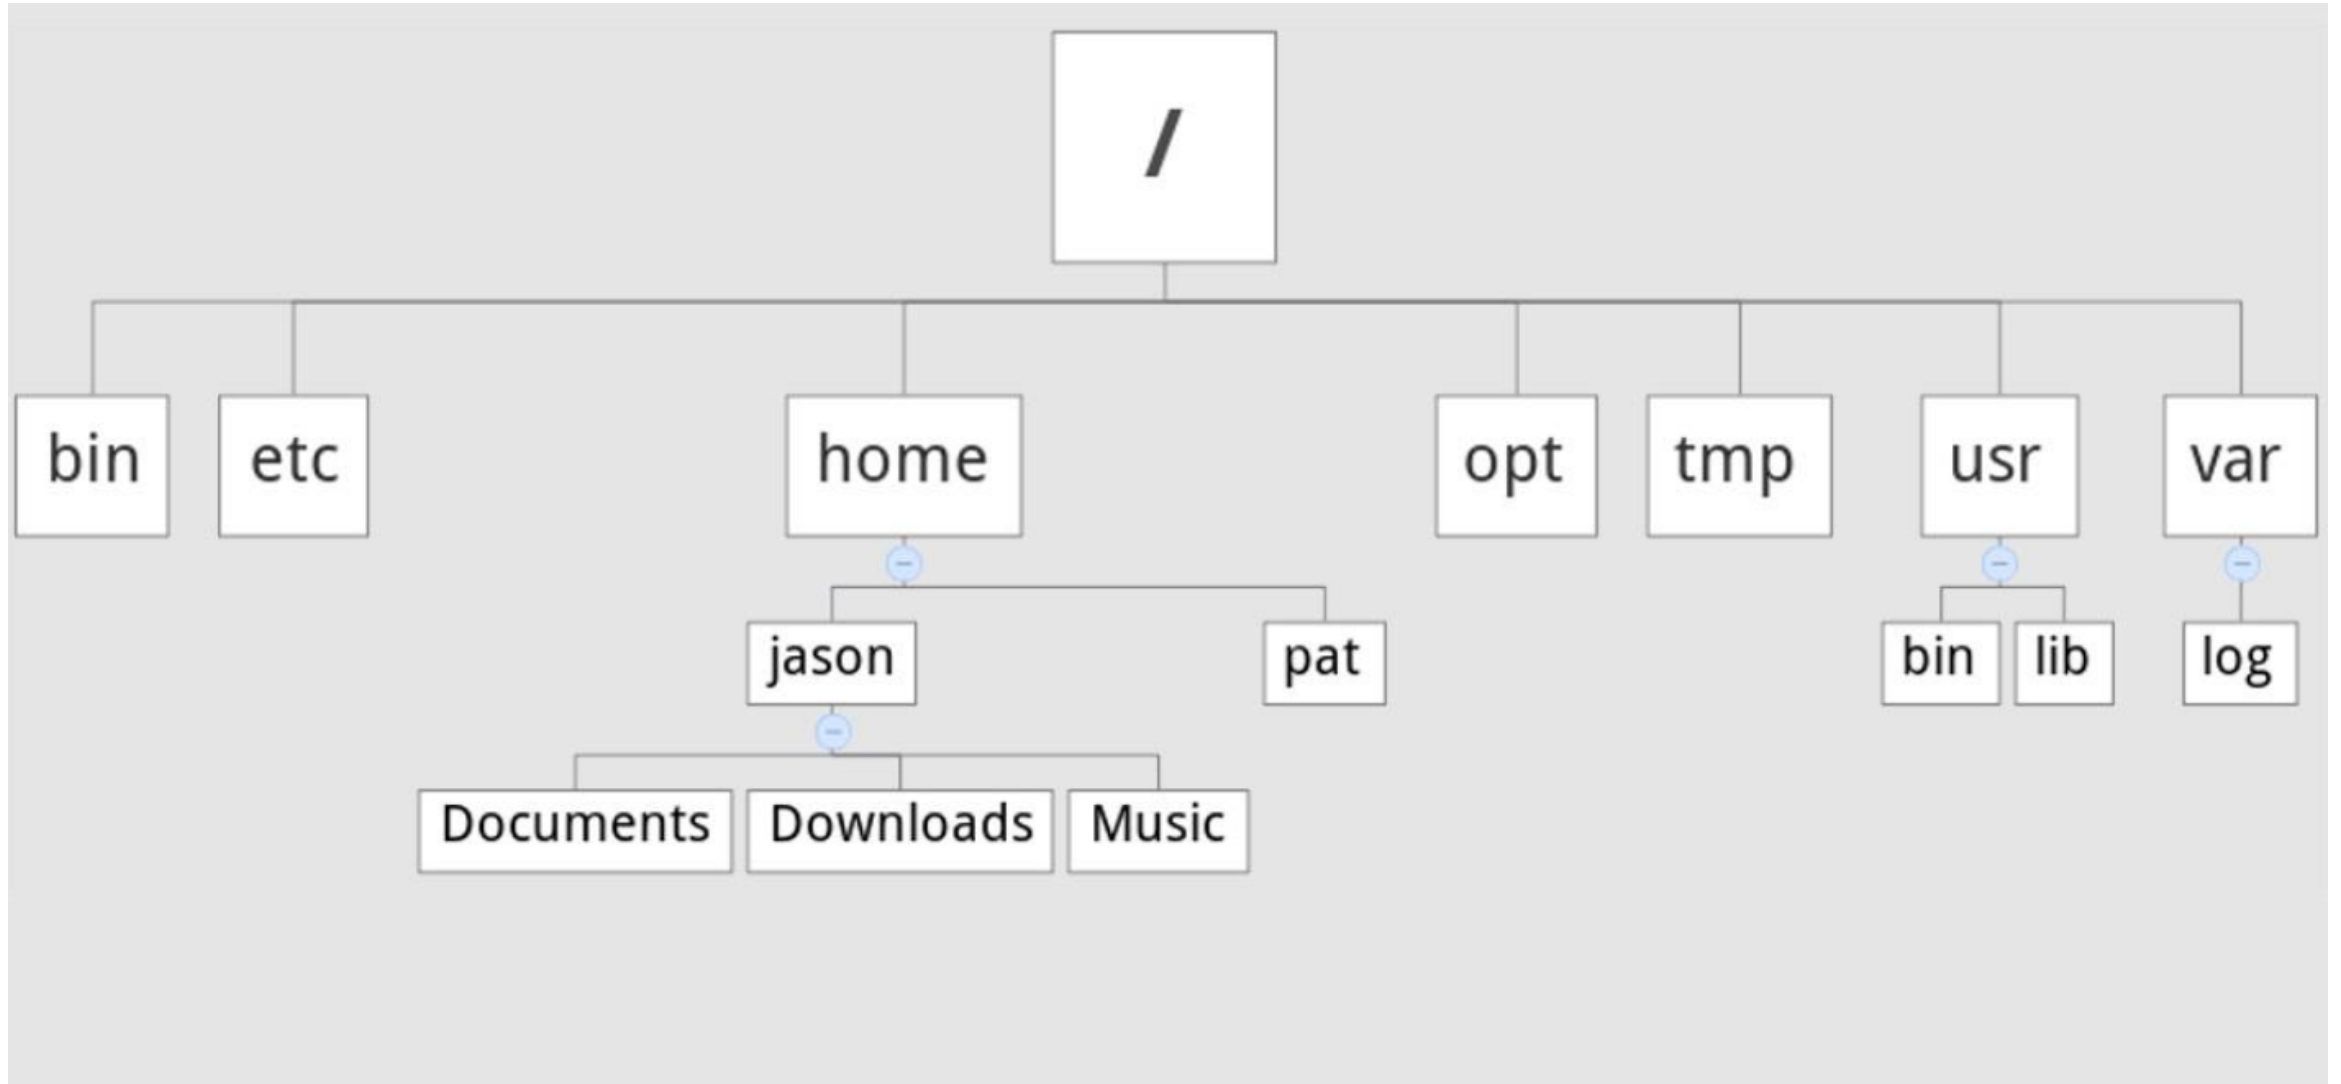 /
bin etc home opt tmp usr var
jason pat bin lib log
Documents Downloads Music